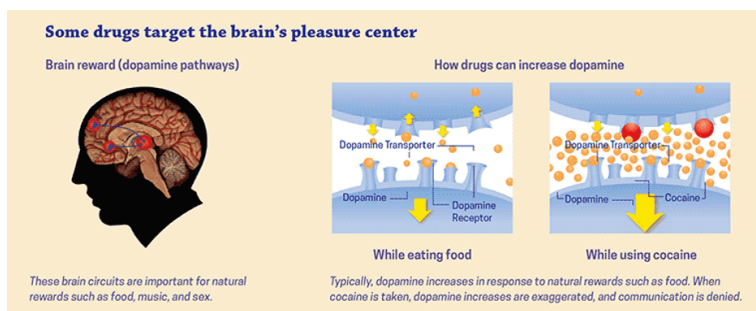 Some drugs target the brain's pleasure center
Brain reward (dopamine pathways)
These brain circuits are important for natural
rewards such as food, music, and sex.
How drugs can increase dopamine
Dopamine Transporter
Dopamine
Dopamine
Receptor
While eating food
Dopamine Transporter
Dopamine
Cocaine
While using cocaine
Typically, dopamine increases in response to natural rewards such as food. When
cocaine is taken, dopamine increases are exaggerated, and communication is denied.